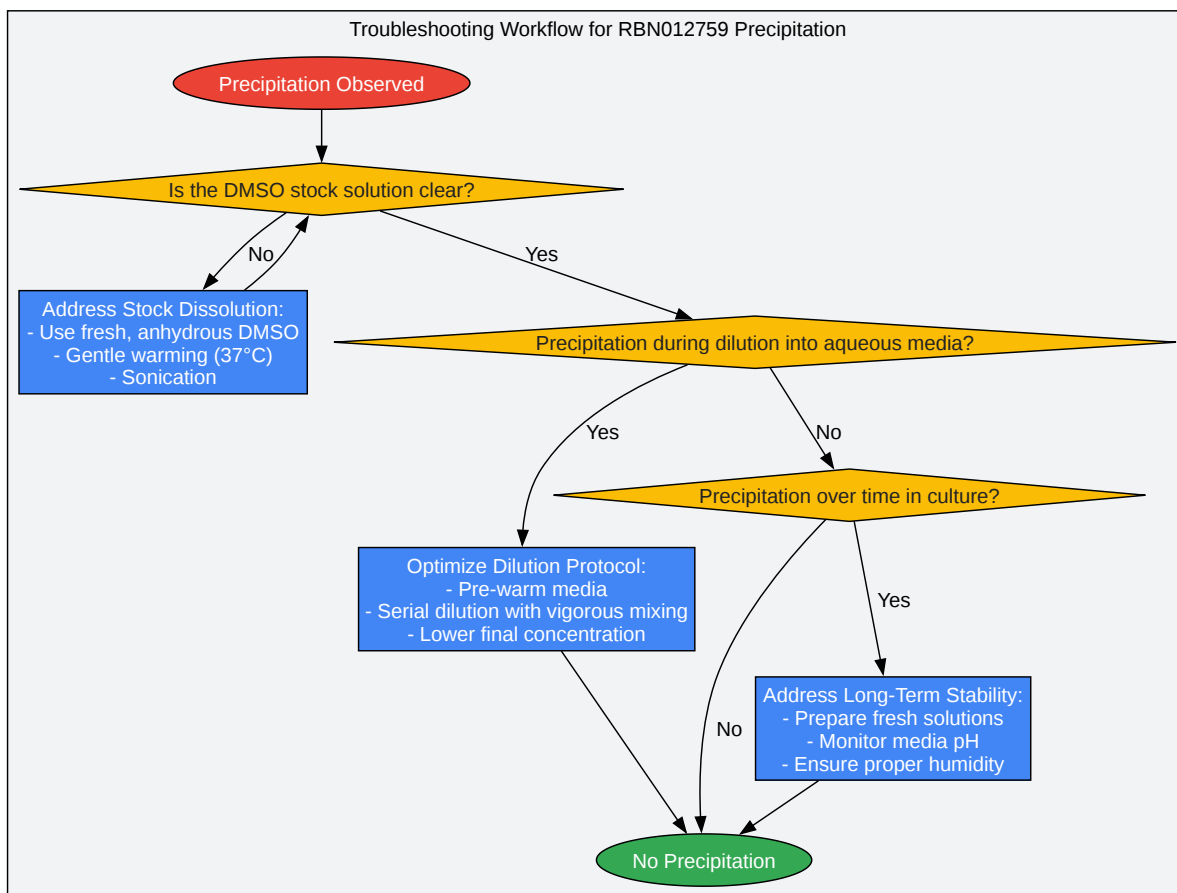 Troubleshooting Workflow for RBN012759 Precipitation
Precipitation Observed
Is the DMSO stock solution clear?
No
Yes
Address Stock Dissolution:
- Use fresh, anhydrous DMSO
- Gentle warming (37°C)
- Sonication
Precipitation during dilution into aqueous media?
Yes
No
Precipitation over time in culture?
Optimize Dilution Protocol:
- Pre-warm media
- Serial dilution with vigorous mixing
- Lower final concentration
Yes
No
Address Long-Term Stability:
- Prepare fresh solutions
- Monitor media pH
- Ensure proper humidity
No Precipitation